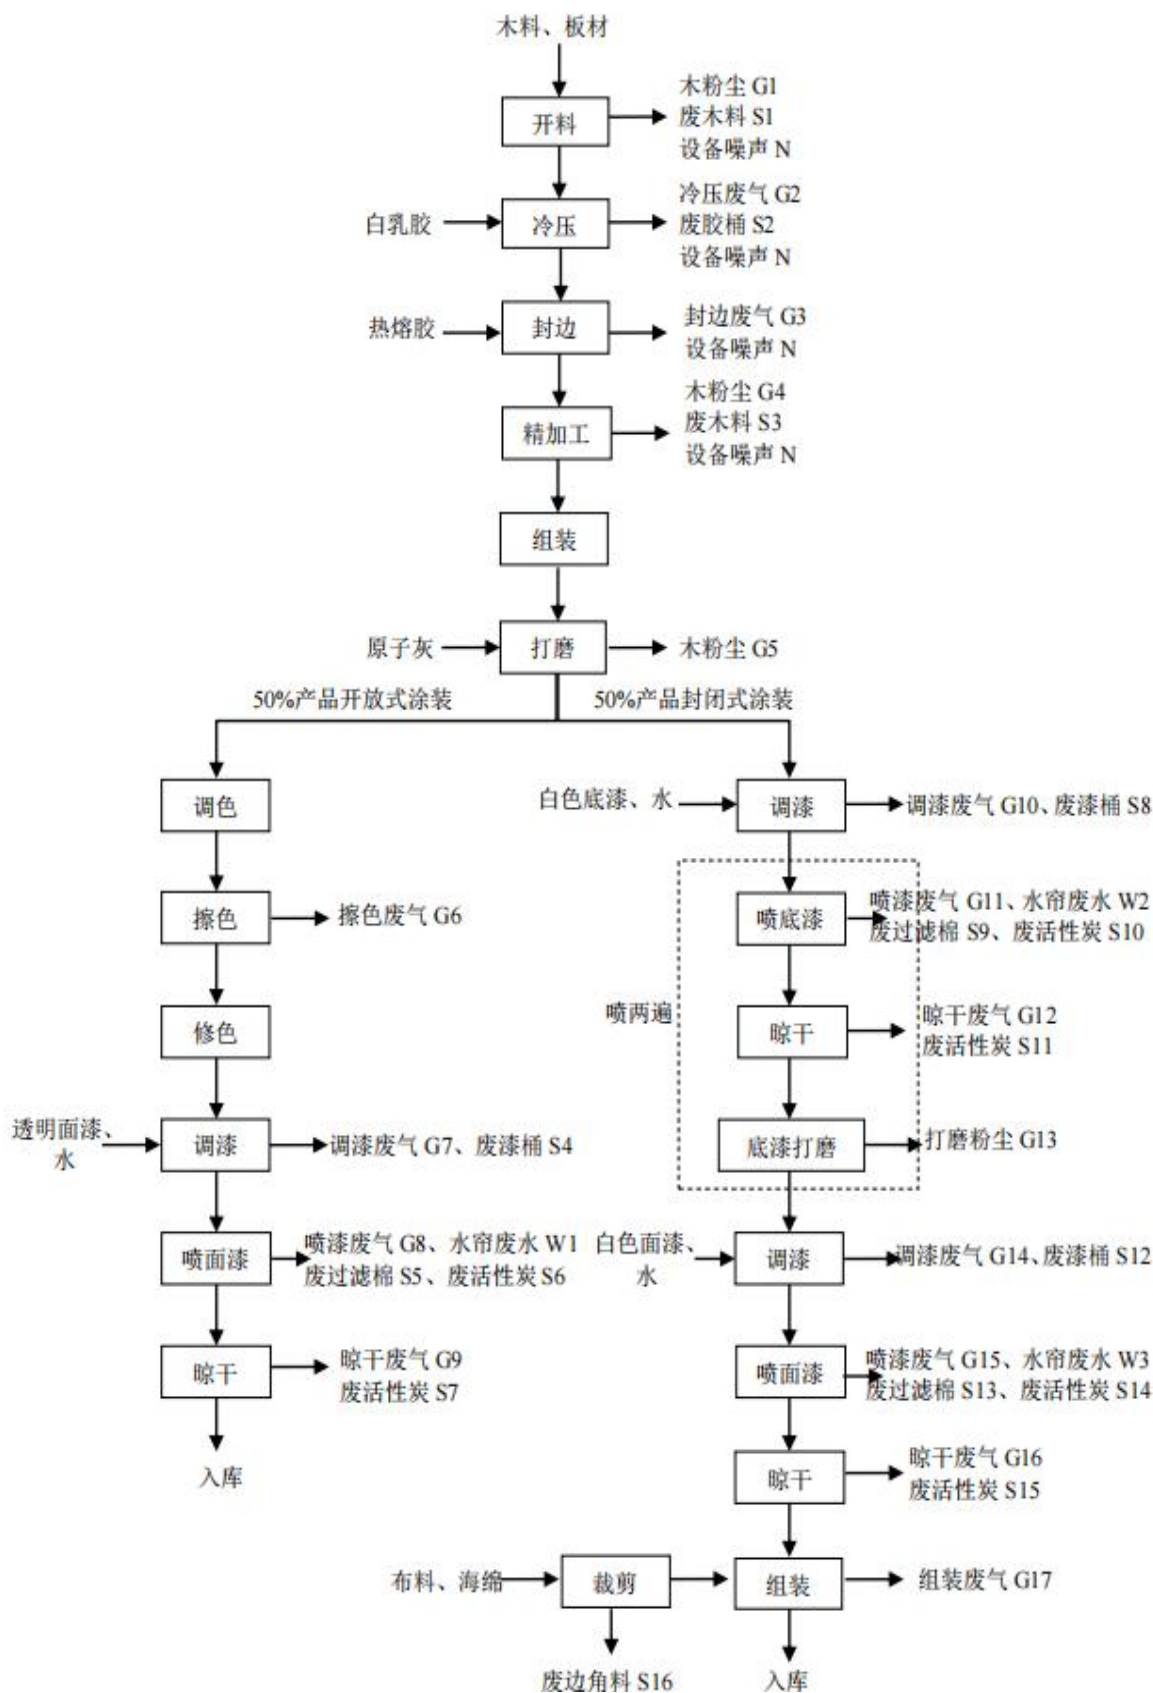 木料、板材
木粉尘 G1
开料
废木料 S1
设备噪声 N
冷压废气 G2
白乳胶
冷压
废胶桶 S2
设备噪声 N
热熔胶
封边
封边废气 G3
设备噪声 N
木粉尘 G4
精加工
废木料 S3
设备噪声 N
组装
原子灰
打磨
木粉尘 G5
50%产品开放式涂装
50%产品封闭式涂装
调色
擦色
擦色废气 G6
修色
透明面漆、
水
调漆
调漆废气 G7、废漆桶 S4
喷面漆
喷漆废气 G8、水帘废水 W1
废过滤棉 S5、废活性炭 S6
晾干
晾干废气 G9
废活性炭 S7
入库
白色底漆、水
调漆
调漆废气 G10、废漆桶 S8
喷两遍
喷底漆
喷漆废气 G11、水帘废水 W2
废过滤棉 S9、废活性炭 S10
晾干
晾干废气 G12
废活性炭 S11
底漆打磨
打磨粉尘 G13
白色面漆、
水
调漆
调漆废气 G14、废漆桶 S12
喷面漆
喷漆废气 G15、水帘废水 W3
废过滤棉 S13、废活性炭 S14
晾干
晾干废气 G16
废活性炭 S15
布料、海绵
裁剪
组装
组装废气 G17
废边角料 S16
入库